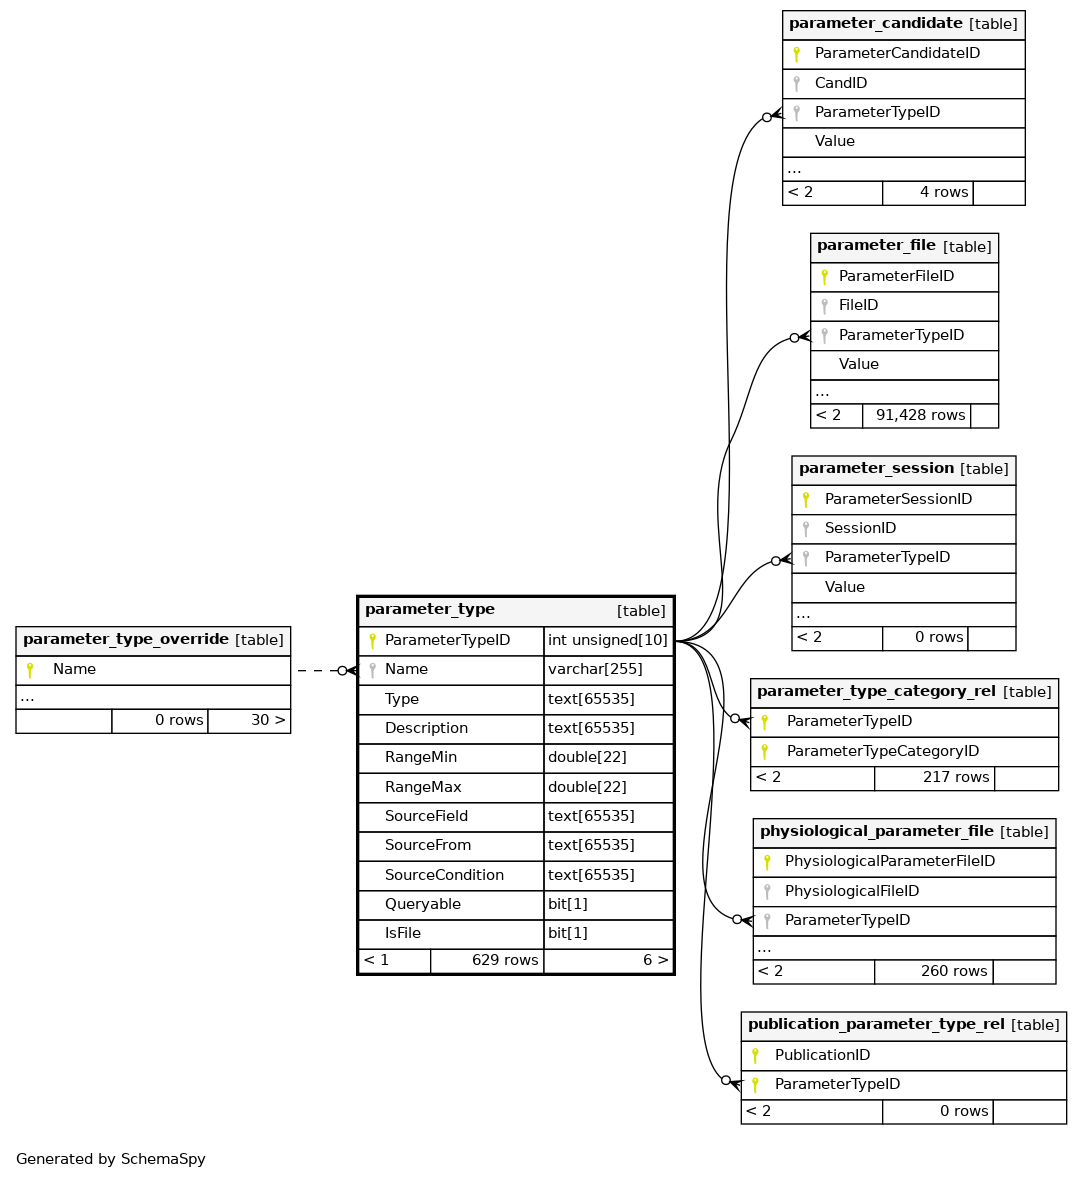 parameter_candidate [table]
ParameterCandidateID
CandID
ParameterTypeID
Value
...
< 2 4 rows
parameter_file [table]
ParameterFileID
FileID
ParameterTypeID
Value
...
< 2 91,428 rows
parameter_session [table]
ParameterSessionID
SessionID
ParameterTypeID
Value
...
< 2 0 rows
parameter_type_override [table]
Name
...
0 rows 30 >
parameter_type [table]
ParameterTypeID int unsigned[10]
Name varchar[255]
Type text[65535]
Description text[65535]
RangeMin double[22]
RangeMax double[22]
SourceField text[65535]
SourceFrom text[65535]
SourceCondition text[65535]
Queryable bit[1]
IsFile bit[1]
< 1 629 rows 6 >
parameter_type_category_rel [table]
ParameterTypeID
ParameterTypeCategoryID
< 2 217 rows
physiological_parameter_file [table]
PhysiologicalParameterFileID
PhysiologicalFileID
ParameterTypeID
...
< 2 260 rows
publication_parameter_type_rel [table]
PublicationID
ParameterTypeID
< 2 0 rows
Generated by SchemaSpy